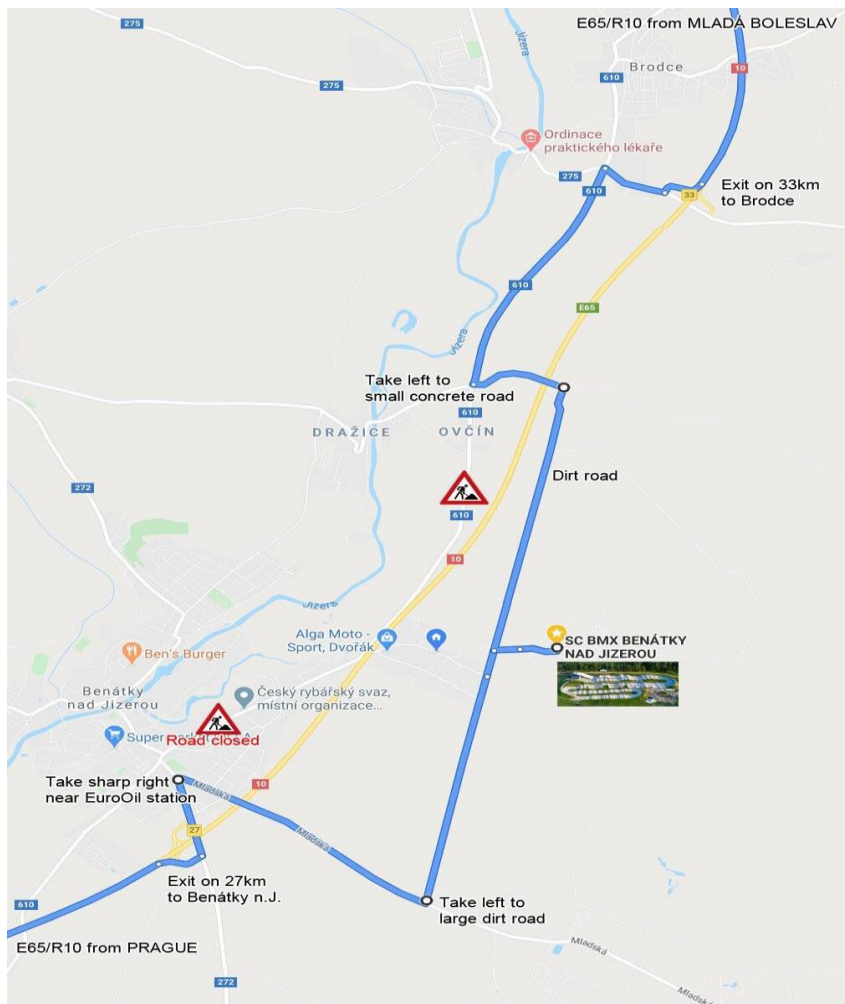 275
E65/R10 from MLADÁ BOLESLAV
Jizera
Brodce
10
610
275
Ordinace
praktického lékaře
275
610
Exit on 33km
to Brodce
33
610
E65
Jizera
Take left to
small concrete road
610
DRAŽICE
OVČÍN
Dirt road
272
610
10
Jizera
Alga Moto -
Sport, Dvořák
SC BMX BENÁTKY
NAD JIZEROU
Ben's Burger
Benátky
nad Jizerou
Český rybářský svaz,
místní organizace...
Super
Road closed
Take sharp right
near EuroOil station
Mladská
10
27
Mladská
Exit on 27km
to Benátky n.J.
Take left to
large dirt road
610
E65/R10 from PRAGUE
Mladská
272
Mladská